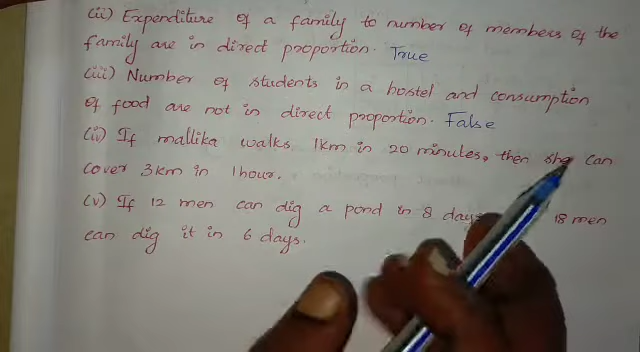 (ii) Expenditure of a family to number of members of the
family are in direct proportion. True
(iii) Number of students in a hostel and consumption
of food are not in direct proportion. False
(iv) If mallika walks 1km in 20 minutes, then she can
cover 3km in 1hour.
(v) If 12 men can dig a pond in 8 days 18 men
can dig it in 6 days.